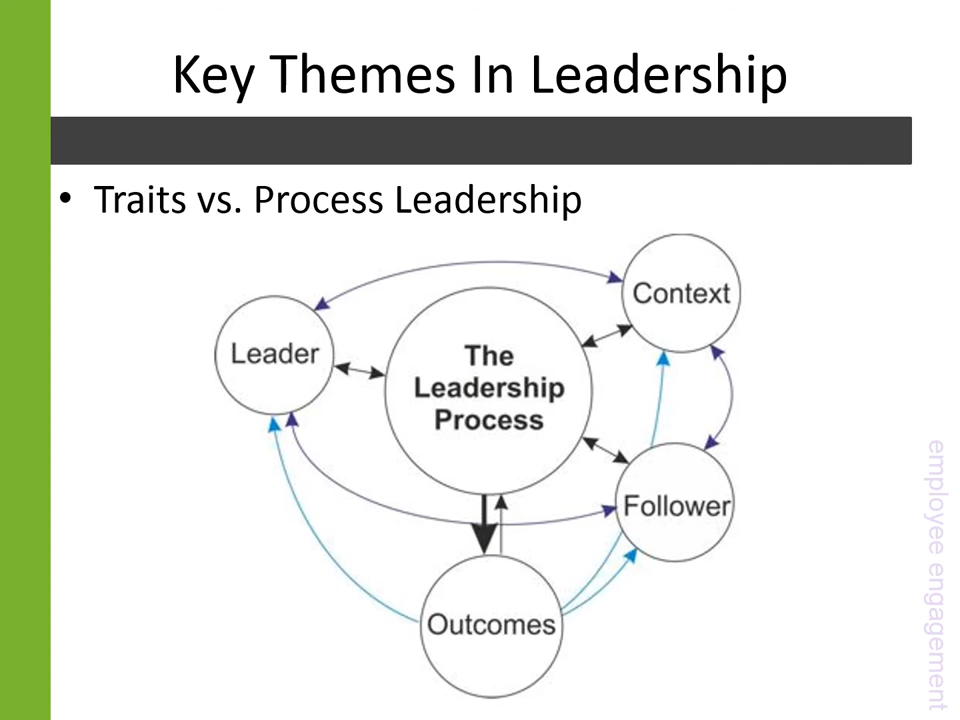 Key Themes In Leadership
• Traits vs. Process Leadership
Context
Leader
The
Leadership
Process
Follower
Outcomes
employee engagement